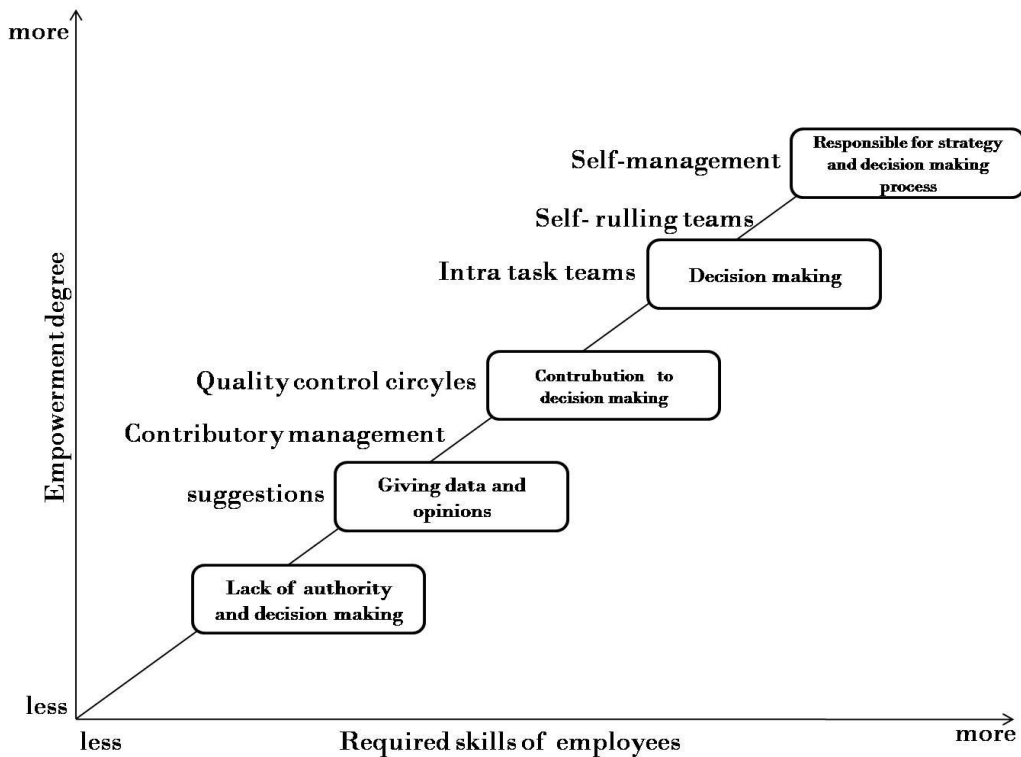 more
Responsible for strategy
and decision making
process
Self-management
Self- rulling teams
Intra task teams
Decision making
Empowerment degree
Quality control circyles
Contrubution to
decision making
Contributory management
suggestions
Giving data and
opinions
Lack of authority
and decision making
less
less
Required skills of employees
more